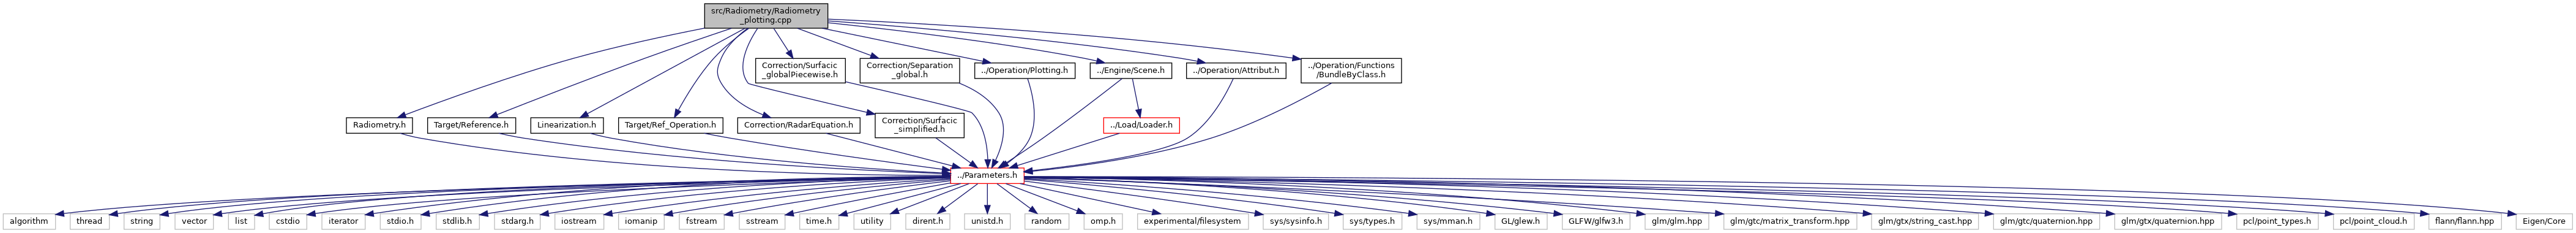 src/Radiometry/Radiometry
_plotting.cpp
Correction/Surfacic
_globalPiecewise.h
Correction/Separation
_global.h
../Operation/Plotting.h
../Engine/Scene.h
../Operation/Attribut.h
../Operation/Functions
/BundleByClass.h
Radiometry.h
Target/Reference.h
Linearization.h
Target/Ref_Operation.h
Correction/RadarEquation.h
Correction/Surfacic
_simplified.h
../Load/Loader.h
../Parameters.h
algorithm
thread
string
vector
list
cstdio
iterator
stdio.h
stdlib.h
stdarg.h
iostream
iomanip
fstream
sstream
time.h
utility
dirent.h
unistd.h
random
omp.h
experimental/filesystem
sys/sysinfo.h
sys/types.h
sys/mman.h
GL/glew.h
GLFW/glfw3.h
glm/glm.hpp
glm/gtc/matrix_transform.hpp
glm/gtx/string_cast.hpp
glm/gtc/quaternion.hpp
glm/gtx/quaternion.hpp
pcl/point_types.h
pcl/point_cloud.h
flann/flann.hpp
Eigen/Core